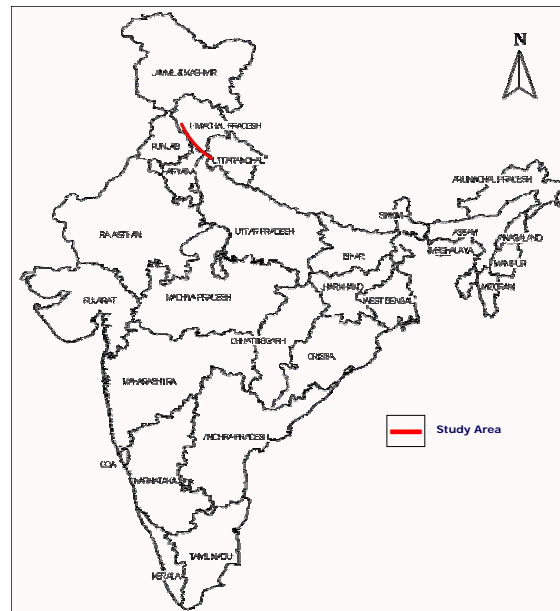 N
JAMMU & KASHMIR
HIMACHAL PRADESH
PUNJAB
UTTARANCHAL
HARYANA
ARUNACHAL PRADESH
RAJASTHAN
UTTAR PRADESH
SIKKIM
ASSAM
NAGALAND
BIHAR
MEGHALAYA
MANIPUR
GUJARAT
MADHYA PRADESH
JHARKHAND
WEST BENGAL
MIZORAM
CHHATTISGARH
ORISSA
MAHARASHTRA
Study Area
ANDHRA PRADESH
GOA
KARNATAKA
TAMIL NADU
KERALA